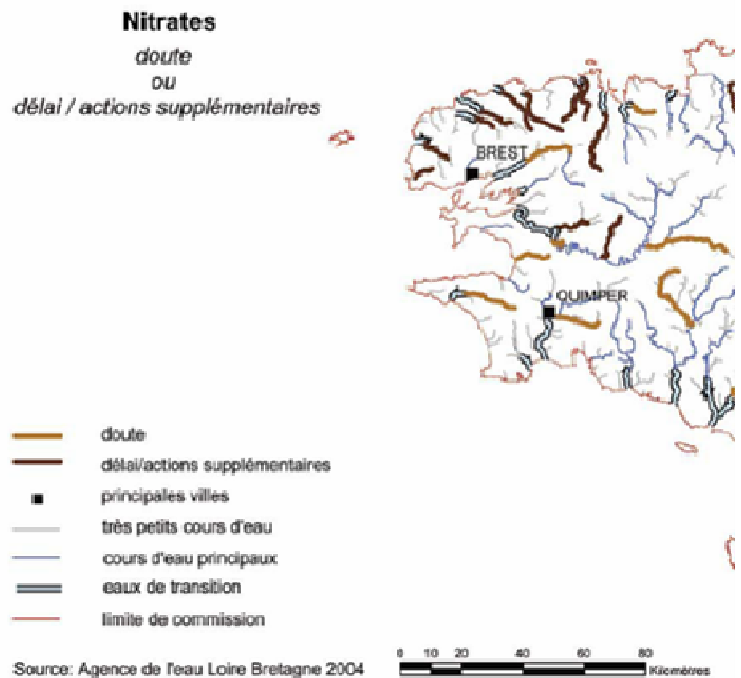 Nitrates
doute
ou
délai / actions supplémentaires
BREST
QUIMPER
doute
délai/actions supplémentaires
principales villes
très petits cours d'eau
cours d'eau principaux
eaux de transition
limite de commission
Source: Agence de l'eau Loire Bretagne 2004
0 10 20 40 60 80
Kilomètres